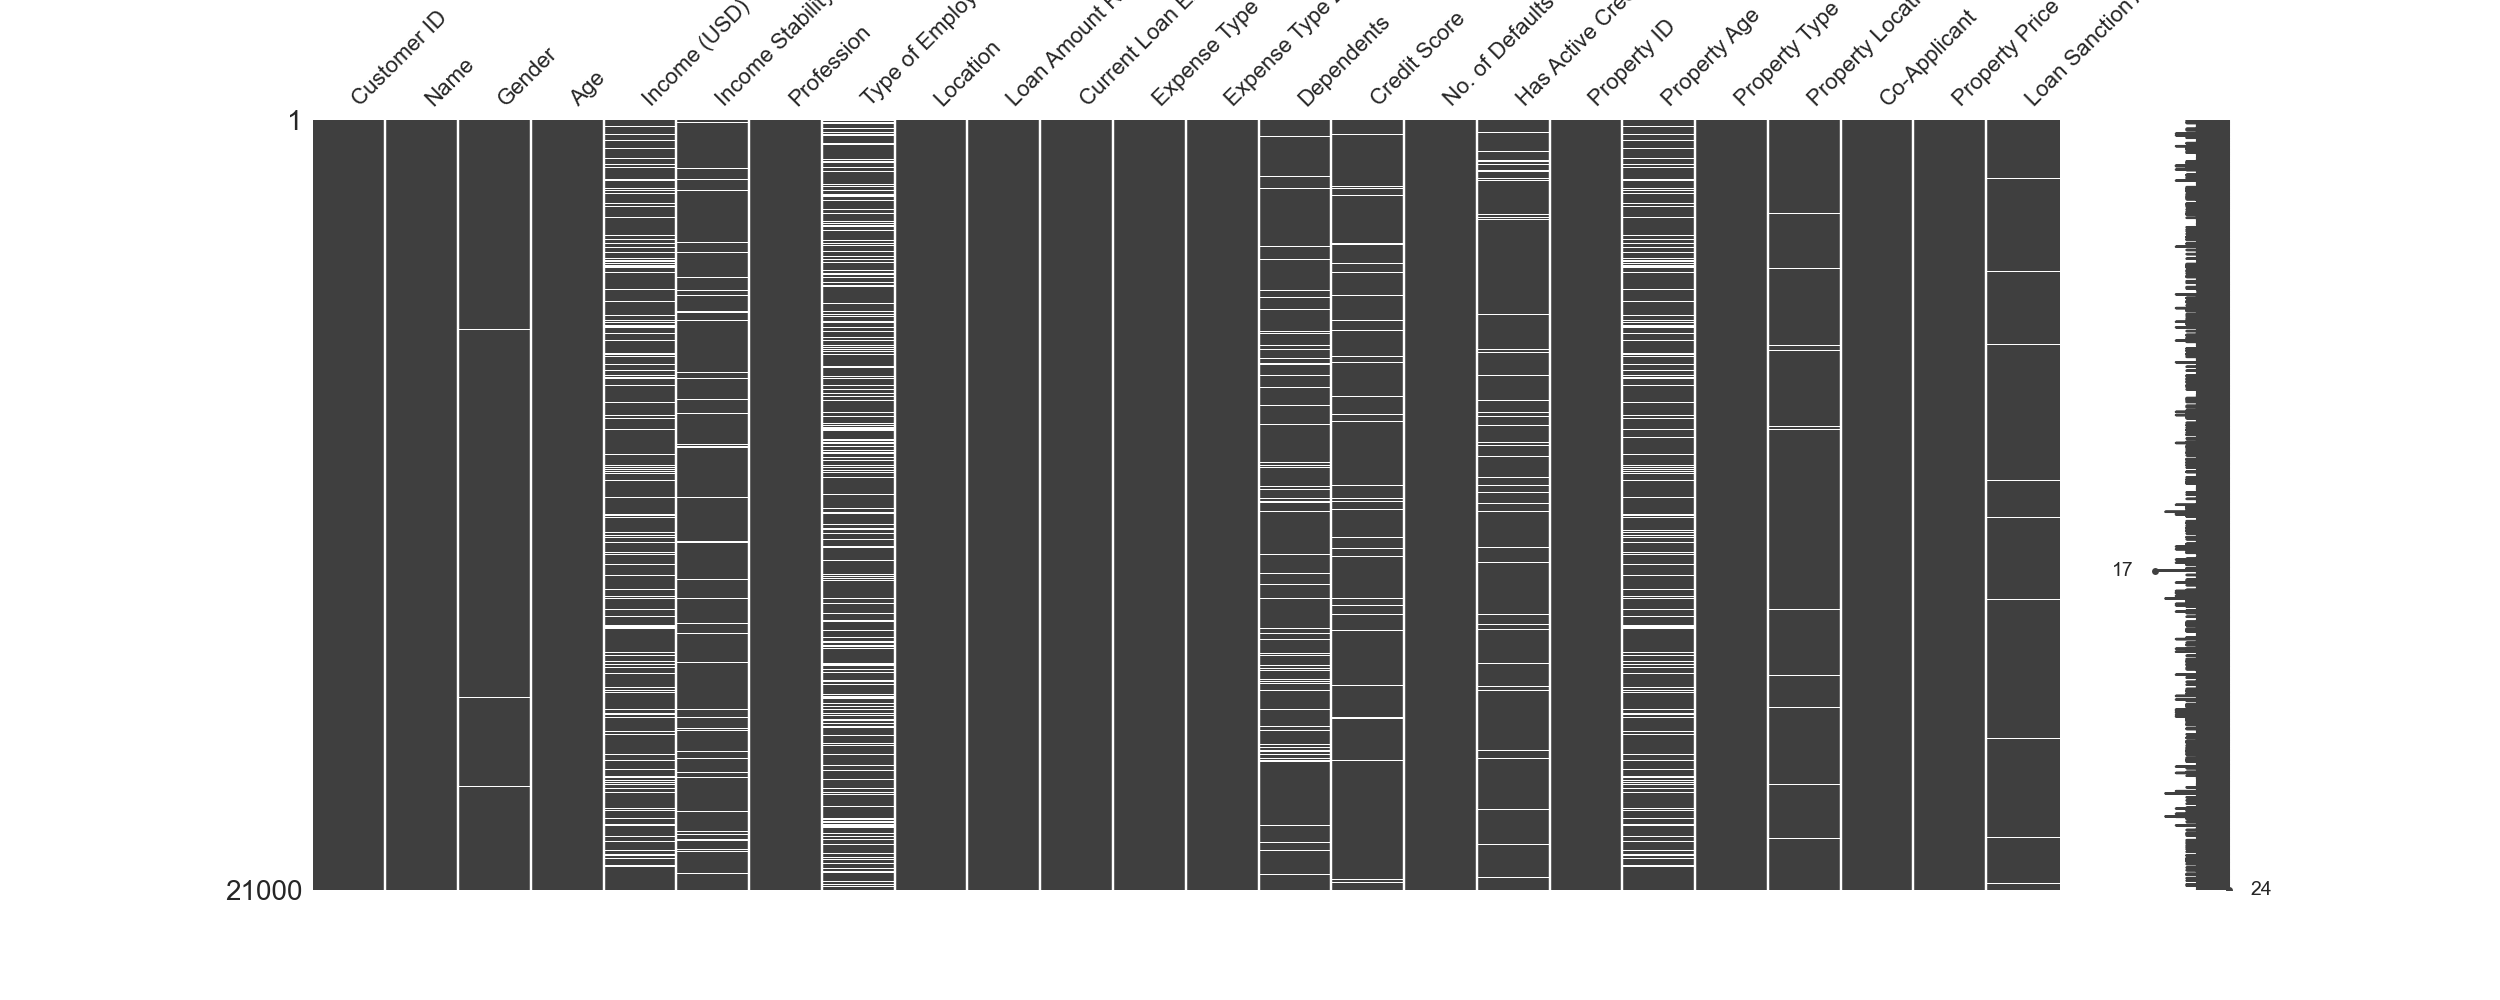 Customer ID
Name
Gender
Age
Income (USD)
Income Stability
Profession
Type of Employ
Location
Loan Amount
Current Loan E
Expense Type
Expense Type
Dependents
Credit Score
No. of Defaults
Has Active Cre
Property ID
Property Age
Property Type
Property Locati
Co-Applicant
Property Price
Loan Sanction
1
21000
17
24